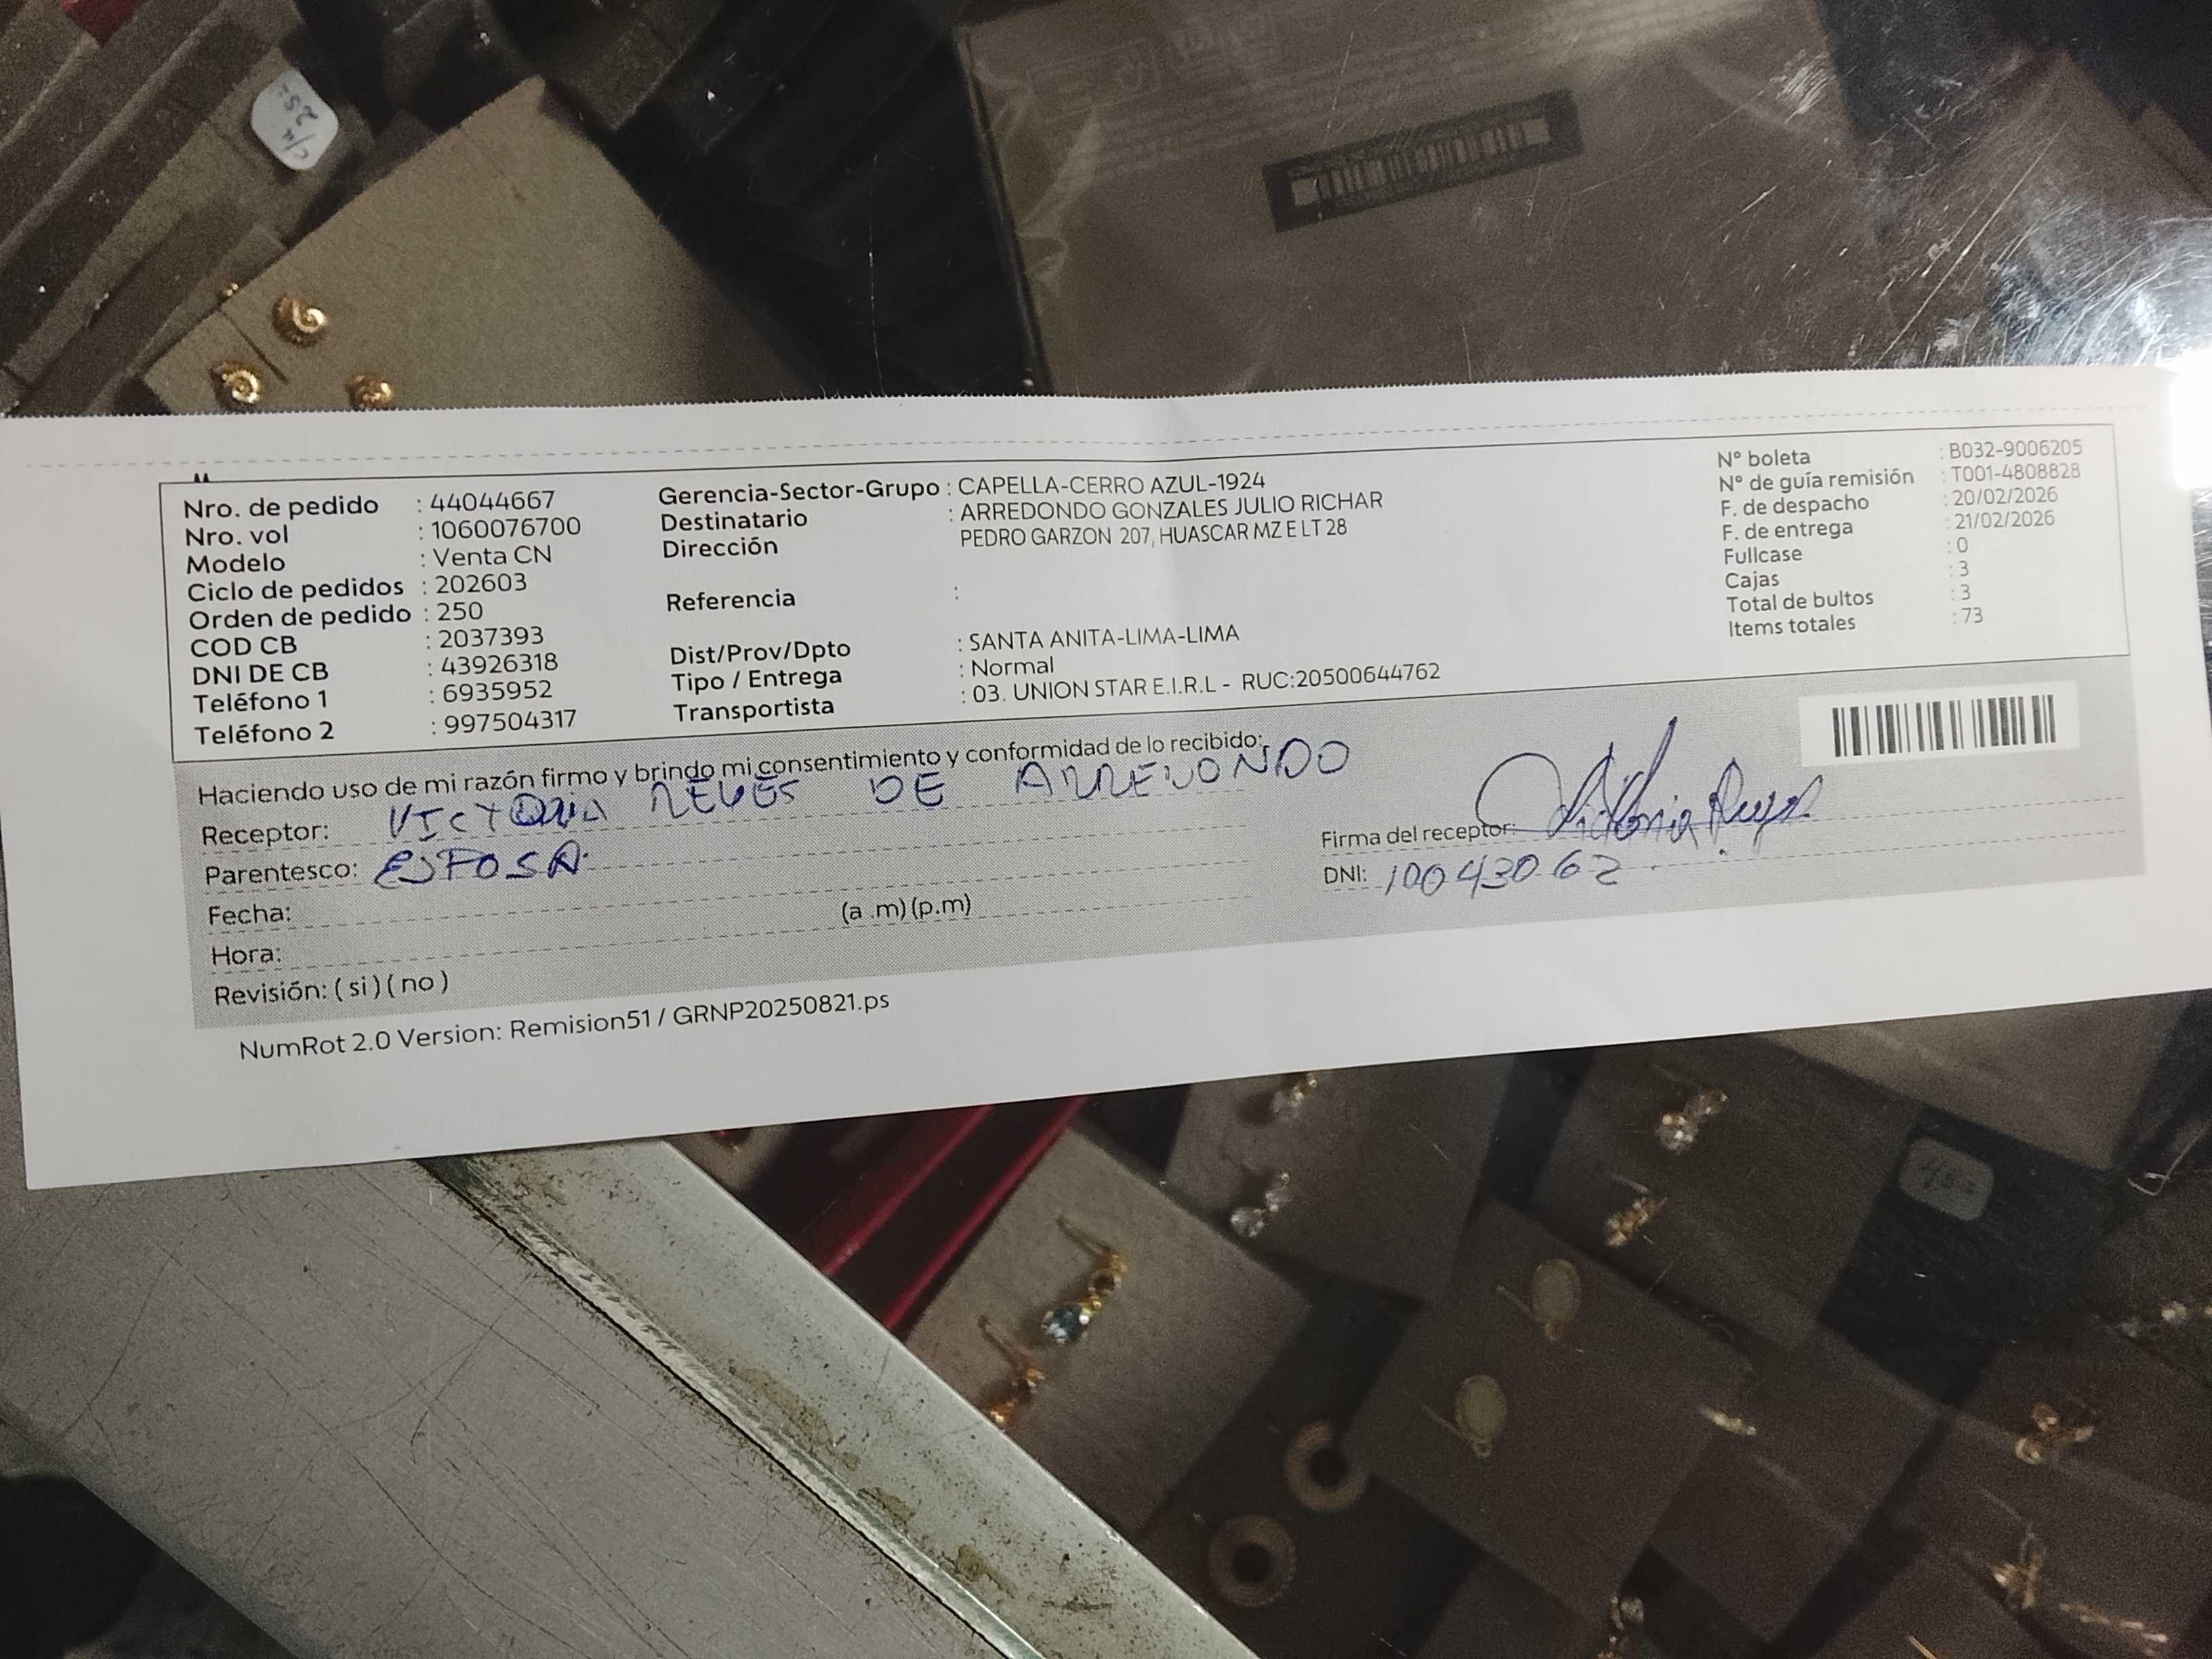 Nro. de pedido : 44044667
Nro. vol : 1060076700
Modelo : Venta CN
Ciclo de pedidos : 202603
Orden de pedido : 250
COD CB : 2037393
DNI DE CB : 43926318
Teléfono 1 : 6935952
Teléfono 2 : 997504317
Gerencia-Sector-Grupo : CAPELLA-CERRO AZUL-1924
Destinatario : ARREDONDO GONZALES JULIO RICHAR
Dirección PEDRO GARZON 207, HUASCAR MZ E LT 28
Referencia :
Dist/Prov/Dpto : SANTA ANITA-LIMA-LIMA
Tipo / Entrega : Normal
Transportista : 03. UNION STAR E.I.R.L - RUC:20500644762
N° boleta : B032-9006205
N° de guía remisión : T001-4808828
F. de despacho : 20/02/2026
F. de entrega : 21/02/2026
Fullcase : 0
Cajas : 3
Total de bultos : 3
Items totales : 73
Haciendo uso de mi razón firmo y brindo mi consentimiento y conformidad de lo recibido:
Receptor: VICTORIA REYES DE ARREDONDO
Parentesco: ESPOSA
Fecha:
Hora: (a .m) (p.m)
Revisión: ( si ) ( no )
Firma del receptor: Victoria Reyes
DNI: 10043062
NumRot 2.0 Version: Remision51 / GRNP20250821.ps